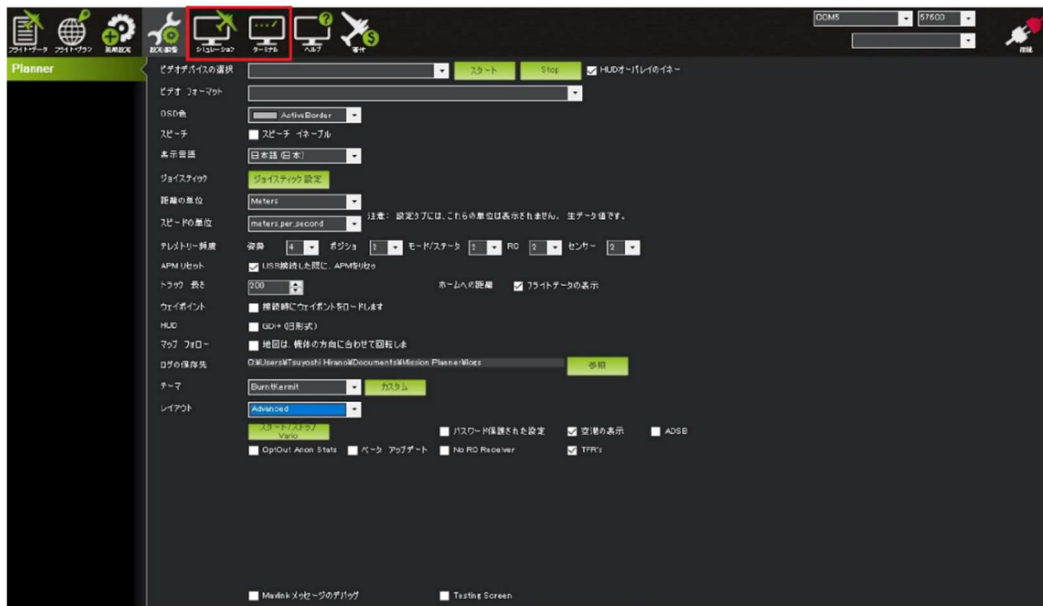 フライト・データ フライト・プラン 初期設定 設定/調整 シミュレーション ターミナル ヘルプ 寄付 COM5 57600 接続
Planner
ビデオデバイスの選択 スタート Stop HUDオーバレイのイネー
ビデオ フォーマット
OSD色 ActiveBorder
スピーチ スピーチ イネーブル
表示言語 日本語 (日本)
ジョイスティック ジョイスティック 設定
距離の単位 Meters
スピードの単位 meters_per_second 注意: 設定タブには、これらの単位は表示されません。 生データ値です。
テレメトリー頻度 姿勢 4 ポジショ 2 モード/ステータ 2 RC 2 センサー 2
APM リセット USB接続した際に、APMをリセッ
トラック 長さ 200 ホームへの距離 フライトデータの表示
ウェイポイント 接続時にウェイポントをロードします
HUD GDI+ (旧形式)
マップ フォロー 地図は、機体の方向に合わせて回転しま
ログの保存先 C:¥Users¥Tsuyoshi Hirano¥Documents¥Mission Planner¥logs 参照
テーマ BurntKermit カスタム
レイアウト Advanced
スタート/ストップ Vario パスワード保護された設定 空港の表示 ADSB
OptOut Anon Stats ベータ アップデート No RC Receiver TFR's
Mavlinkメッセージのデバッグ Testing Screen